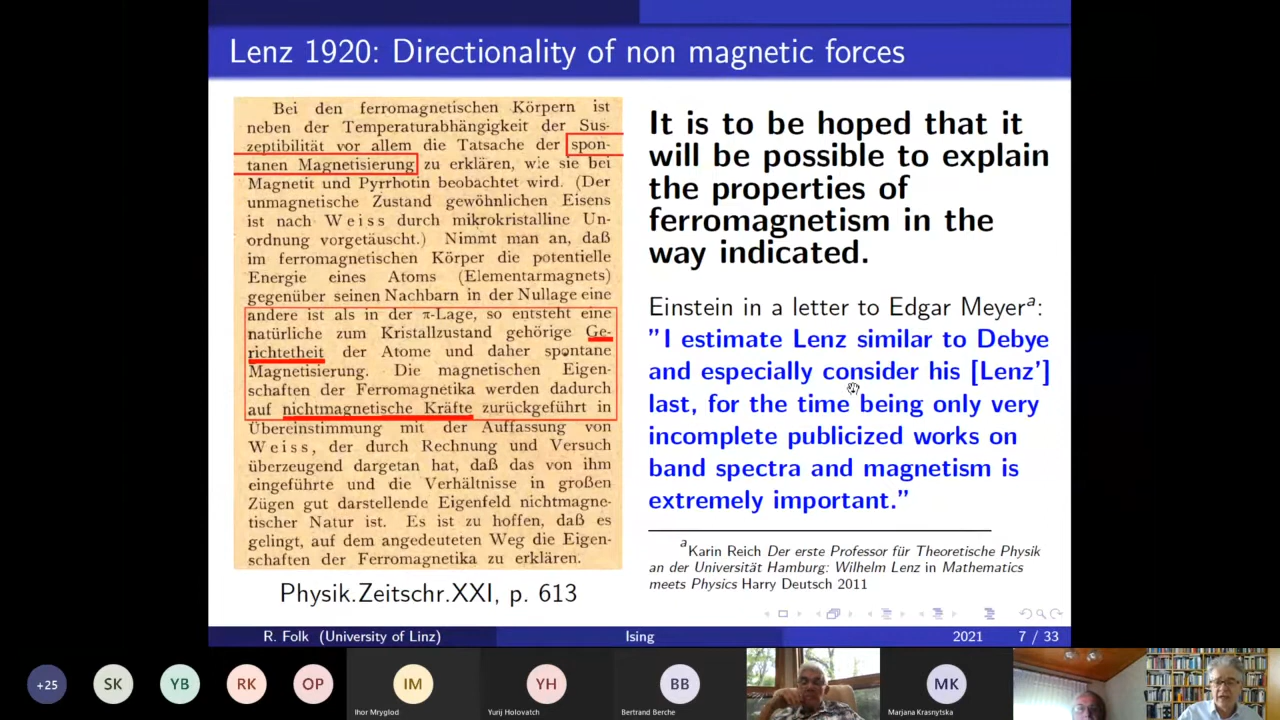 Lenz 1920: Directionality of non magnetic forces
Bei den ferromagnetischen Körpern ist
neben der Temperaturabhängigkeit der Sus-
zeptibilität vor allem die Tatsache der spon-
tanen Magnetisierung zu erklären, wie sie bei
Magnetit und Pyrrhotin beobachtet wird. (Der
unmagnetische Zustand gewöhnlichen Eisens
ist nach Weiss durch mikrokristalline Un-
ordnung vorgetäuscht.) Nimmt man an, daß
im ferromagnetischen Körper die potentielle
Energie eines Atoms (Elementarmagnets)
gegenüber seinen Nachbarn in der Nullage eine
andere ist als in der π-Lage, so entsteht eine
natürliche zum Kristallzustand gehörige Ge-
richtetheit der Atome und daher spontane
Magnetisierung. Die magnetischen Eigen-
schaften der Ferromagnetika werden dadurch
auf nichtmagnetische Kräfte zurückgeführt in
Übereinstimmung mit der Auffassung von
Weiss, der durch Rechnung und Versuch
überzeugend dargetan hat, daß das von ihm
eingeführte und die Verhältnisse in großen
Zügen gut darstellende Eigenfeld nichtmagne-
tischer Natur ist. Es ist zu hoffen, daß es
gelingt, auf dem angedeuteten Weg die Eigen-
schaften der Ferromagnetika zu erklären.
Physik.Zeitschr.XXI, p. 613
It is to be hoped that it
will be possible to explain
the properties of
ferromagnetism in the
way indicated.
Einstein in a letter to Edgar Meyerᵃ:
"I estimate Lenz similar to Debye
and especially consider his [Lenz']
last, for the time being only very
incomplete publicized works on
band spectra and magnetism is
extremely important."
ᵃKarin Reich Der erste Professor für Theoretische Physik
an der Universität Hamburg: Wilhelm Lenz in Mathematics
meets Physics Harry Deutsch 2011
R. Folk (University of Linz) Ising 2021 7 / 33
+25 SK YB RK OP IM YH BB MK
Ihor Mryglod Yurij Holovatch Bertrand Berche Marjana Krasnytska